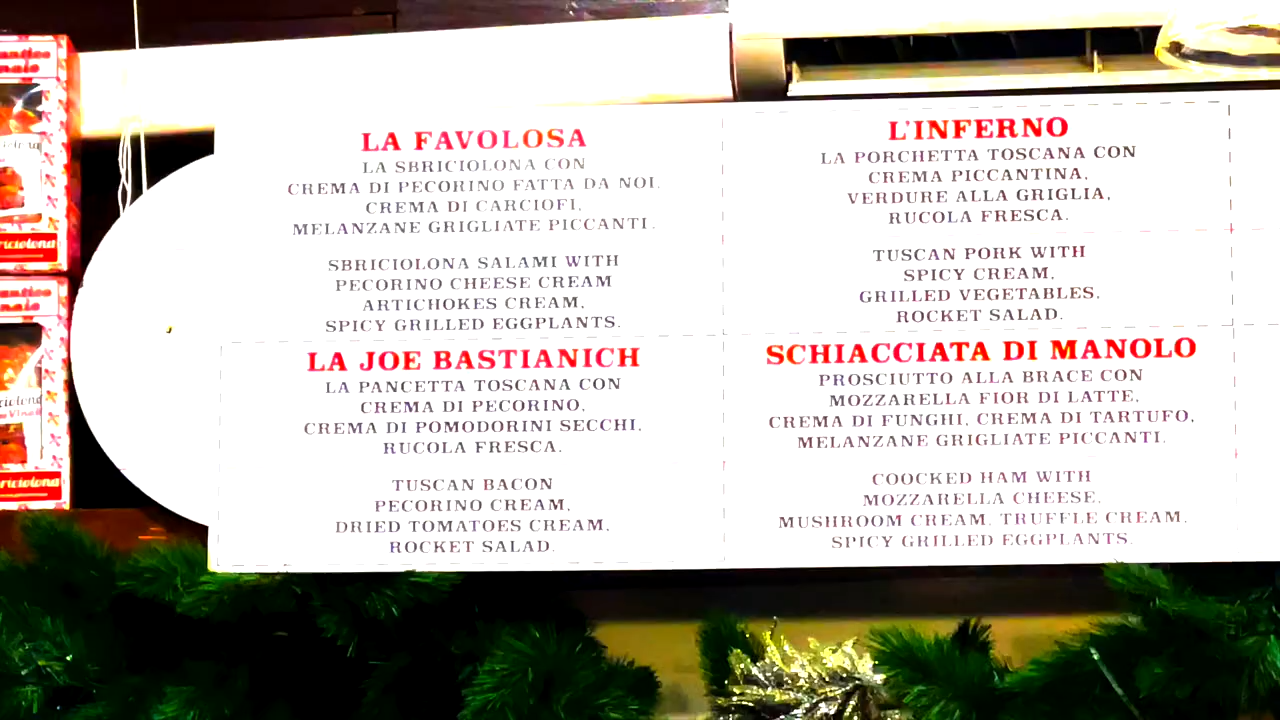 LA FAVOLOSA
LA SBRICIOLONA CON
CREMA DI PECORINO FATTA DA NOI,
CREMA DI CARCIOFI,
MELANZANE GRIGLIATE PICCANTI.
SBRICIOLONA SALAMI WITH
PECORINO CHEESE CREAM
ARTICHOKES CREAM,
SPICY GRILLED EGGPLANTS.
L'INFERNO
LA PORCHETTA TOSCANA CON
CREMA PICCANTINA,
VERDURE ALLA GRIGLIA,
RUCOLA FRESCA.
TUSCAN PORK WITH
SPICY CREAM,
GRILLED VEGETABLES,
ROCKET SALAD.
LA JOE BASTIANICH
LA PANCETTA TOSCANA CON
CREMA DI PECORINO,
CREMA DI POMODORINI SECCHI,
RUCOLA FRESCA.
TUSCAN BACON
PECORINO CREAM,
DRIED TOMATOES CREAM,
ROCKET SALAD.
SCHIACCIATA DI MANOLO
PROSCIUTTO ALLA BRACE CON
MOZZARELLA FIOR DI LATTE,
CREMA DI FUNGHI, CREMA DI TARTUFO,
MELANZANE GRIGLIATE PICCANTI.
COOCKED HAM WITH
MOZZARELLA CHEESE,
MUSHROOM CREAM, TRUFFLE CREAM,
SPICY GRILLED EGGPLANTS.